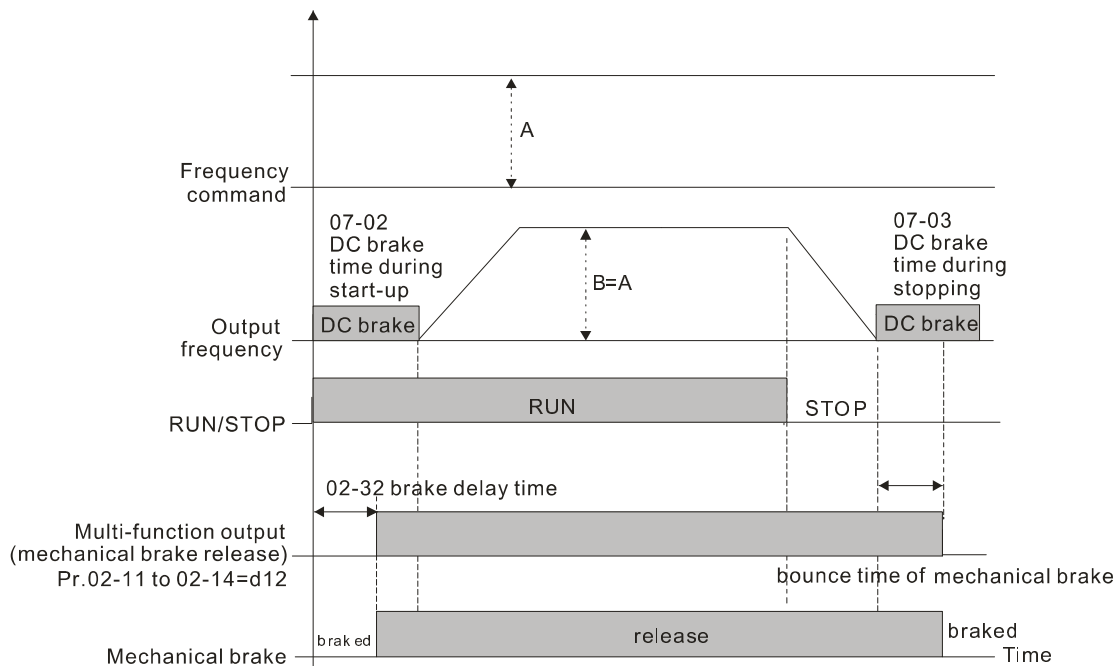 A
Frequency
command
07-02
DC brake
time during
start-up
07-03
DC brake
time during
stopping
B=A
DC brake
DC brake
Output
frequency
RUN
STOP
RUN/STOP
02-32 brake delay time
Multi-function output
(mechanical brake release)
Pr.02-11 to 02-14=d12
bounce time of mechanical brake
braked
release
braked
Mechanical brake
Time